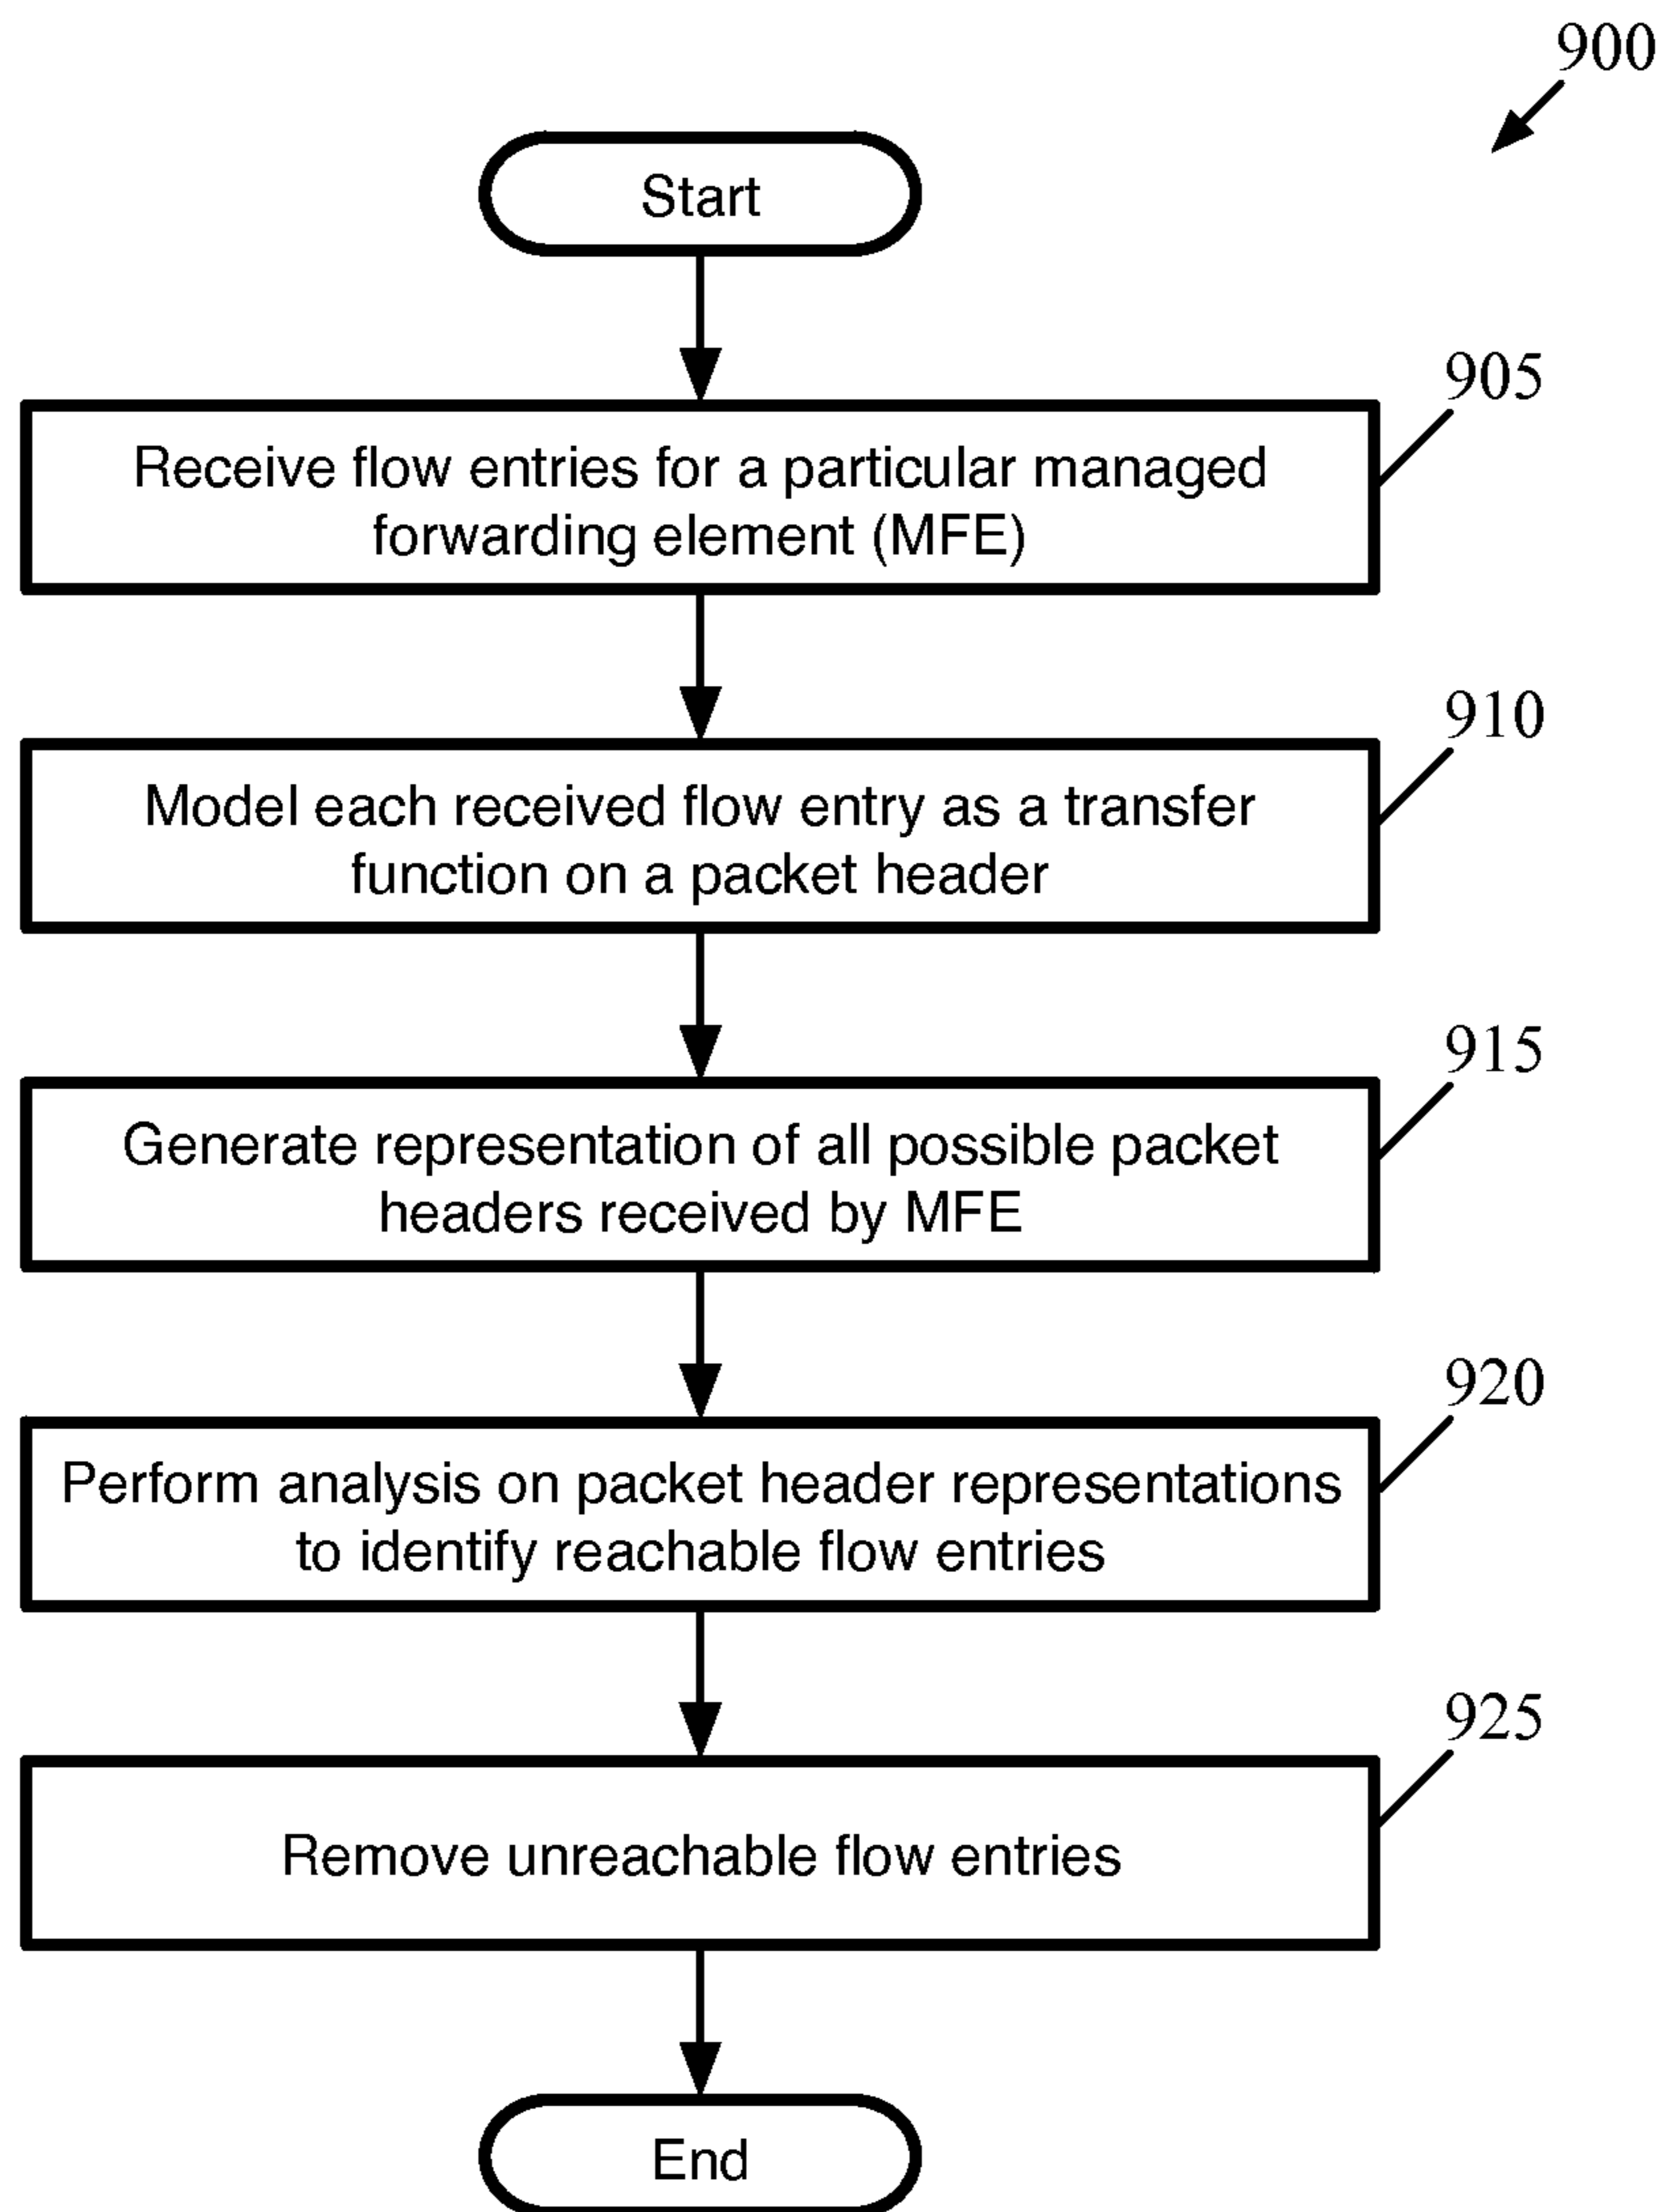 900
Start
905
Receive flow entries for a particular managed
forwarding element (MFE)
910
Model each received flow entry as a transfer
function on a packet header
915
Generate representation of all possible packet
headers received by MFE
920
Perform analysis on packet header representations
to identify reachable flow entries
925
Remove unreachable flow entries
End